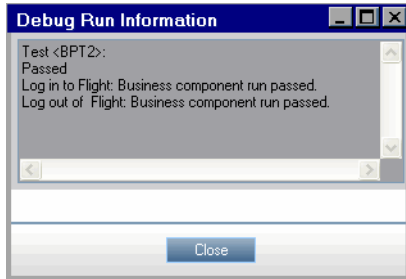 Debug Run Information
Test <BPT2>:
Passed
Log in to Flight: Business component run passed.
Log out of  Flight: Business component run passed.
Close